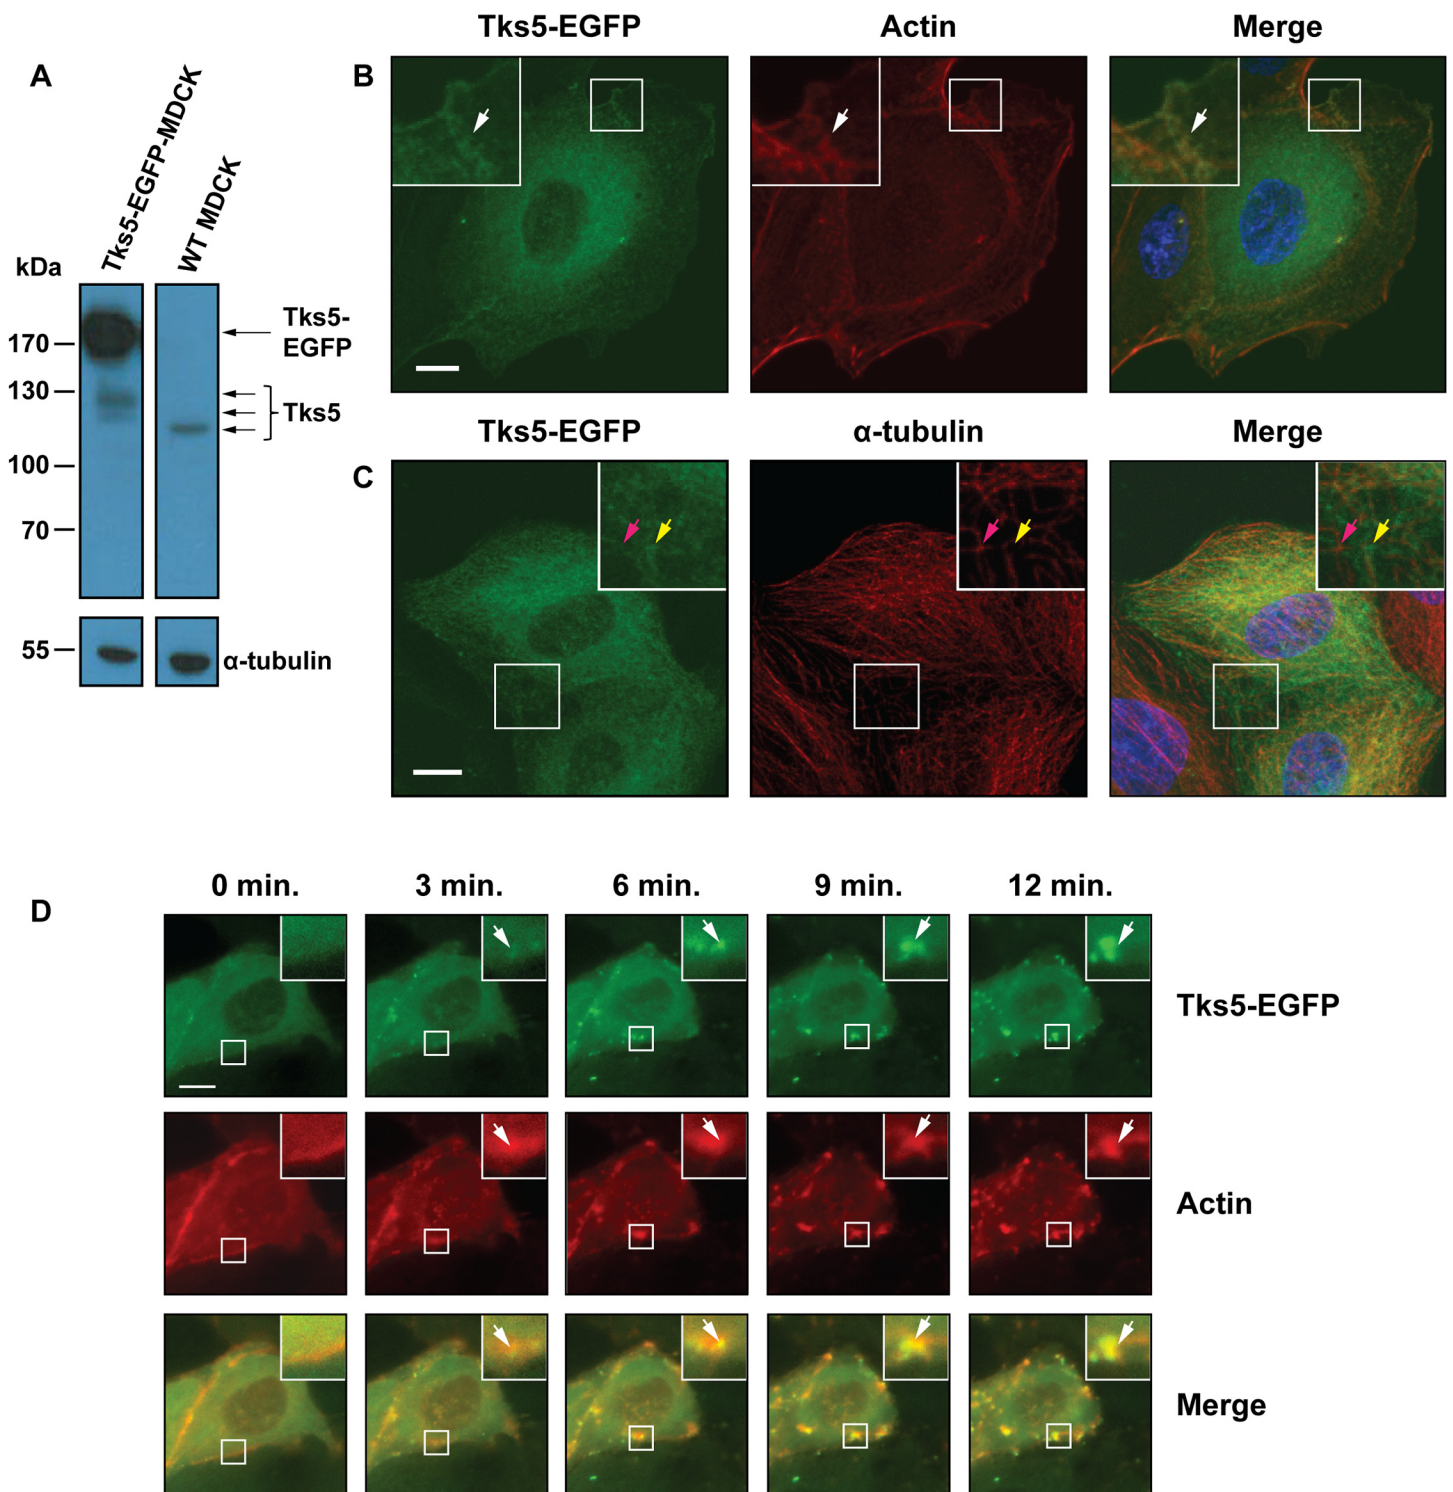 A
Tks5-EGFP-MDCK
WT MDCK
kDa
170
130
100
70
55
Tks5-
EGFP
Tks5
α-tubulin
B
Tks5-EGFP
Actin
Merge
C
Tks5-EGFP
α-tubulin
Merge
D
0 min.
3 min.
6 min.
9 min.
12 min.
Tks5-EGFP
Actin
Merge